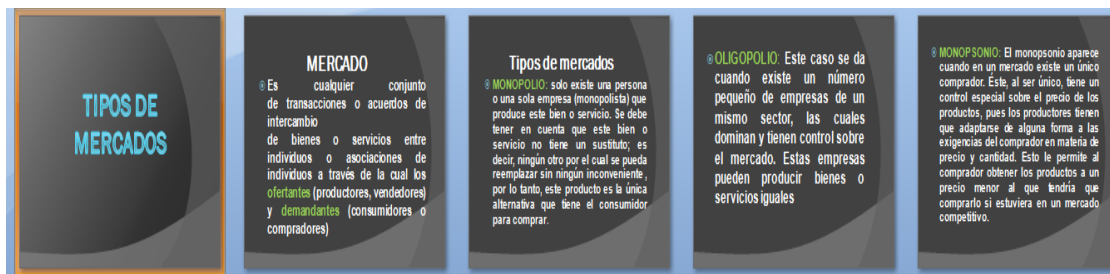 TIPOS DE
MERCADOS
MERCADO
Es cualquier conjunto
de transacciones o acuerdos de
intercambio
de bienes o servicios entre
individuos o asociaciones de
individuos a través de la cual los
ofertantes (productores, vendedores)
y demandantes (consumidores o
compradores)
Tipos de mercados
MONOPOLIO: solo existe una persona
o una sola empresa (monopolista) que
produce este bien o servicio. Se debe
tener en cuenta que este bien o
servicio no tiene un sustituto; es
decir, ningún otro por el cual se pueda
reemplazar sin ningún inconveniente,
por lo tanto, este producto es la única
alternativa que tiene el consumidor
para comprar.
OLIGOPOLIO: Este caso se da
cuando existe un número
pequeño de empresas de un
mismo sector, las cuales
dominan y tienen control sobre
el mercado. Estas empresas
pueden producir bienes o
servicios iguales
MONOPSONIO: El monopsonio aparece
cuando en un mercado existe un único
comprador. Éste, al ser único, tiene un
control especial sobre el precio de los
productos, pues los productores tienen
que adaptarse de alguna forma a las
exigencias del comprador en materia de
precio y cantidad. Esto le permite al
comprador obtener los productos a un
precio menor al que tendría que
comprarlo si estuviera en un mercado
competitivo.